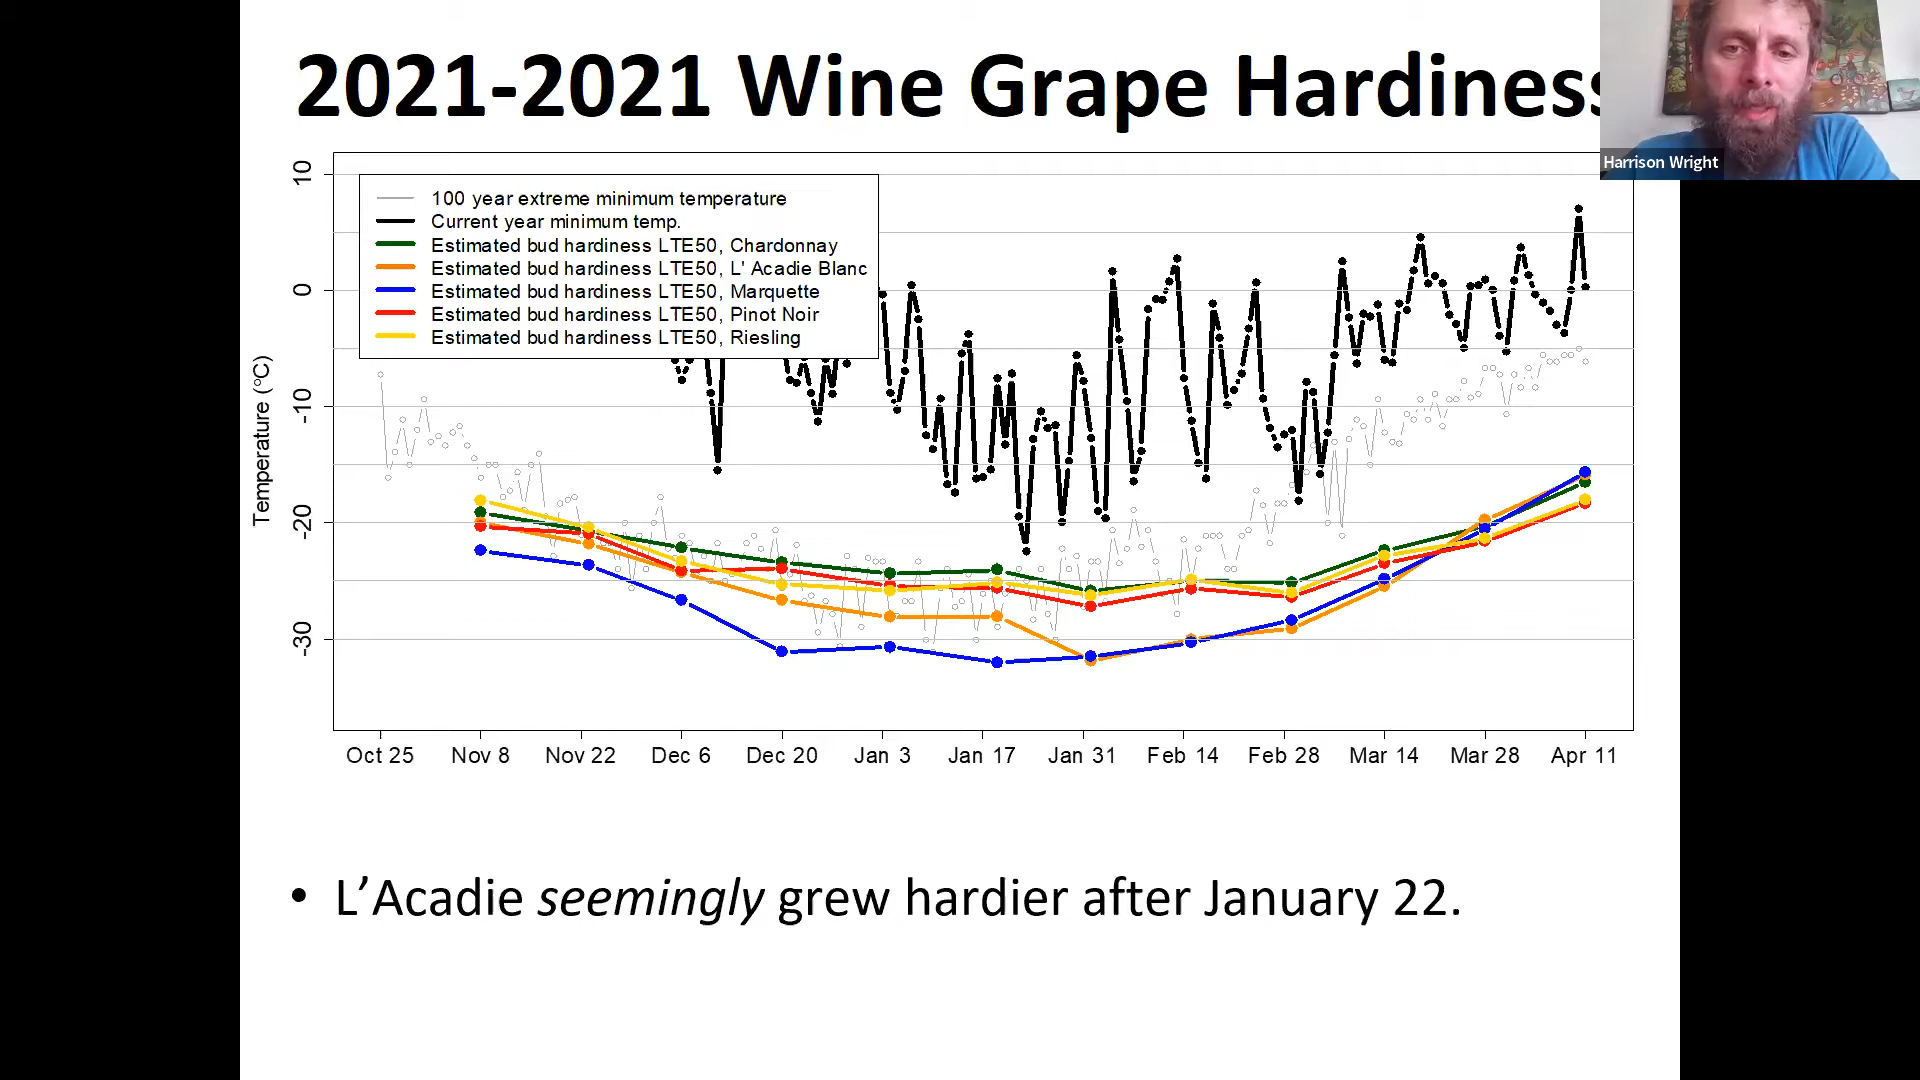 2021-2021 Wine Grape Hardiness
Harrison Wright
100 year extreme minimum temperature
Current year minimum temp.
Estimated bud hardiness LTE50, Chardonnay
Estimated bud hardiness LTE50, L' Acadie Blanc
Estimated bud hardiness LTE50, Marquette
Estimated bud hardiness LTE50, Pinot Noir
Estimated bud hardiness LTE50, Riesling
Temperature (°C)
10
0
-10
-20
-30
Oct 25 Nov 8 Nov 22 Dec 6 Dec 20 Jan 3 Jan 17 Jan 31 Feb 14 Feb 28 Mar 14 Mar 28 Apr 11
• L’Acadie seemingly grew hardier after January 22.